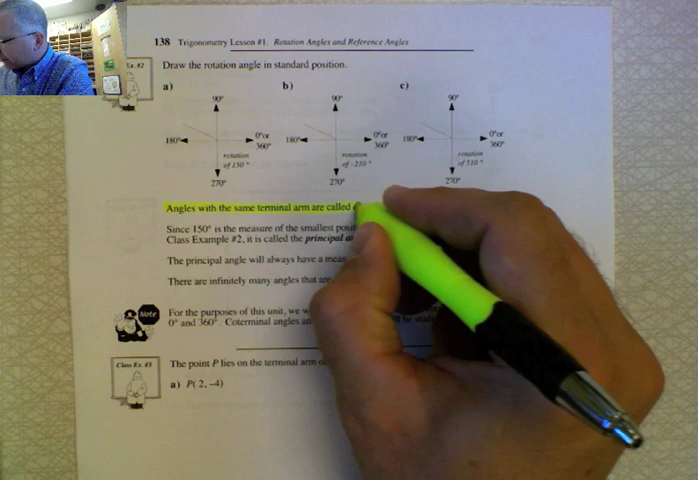 138 Trigonometry Lesson #1: Rotation Angles and Reference Angles
Ex. #2
Draw the rotation angle in standard position.
a) b) c)
90° 90° 90°
180° 0° or 360° 180° 0° or 360° 180° 0° or 360°
rotation of 150° rotation of -210° rotation of 510°
270° 270° 270°
Angles with the same terminal arm are called
Since 150° is the measure of the smallest
Class Example #2, it is called the principal
The principal angle will always have a
There are infinitely many angles that are
Note
For the purposes of this unit, we
0° and 360°. Coterminal angles
Class Ex. #3
The point P lies on the terminal arm
a) P( 2, –4)